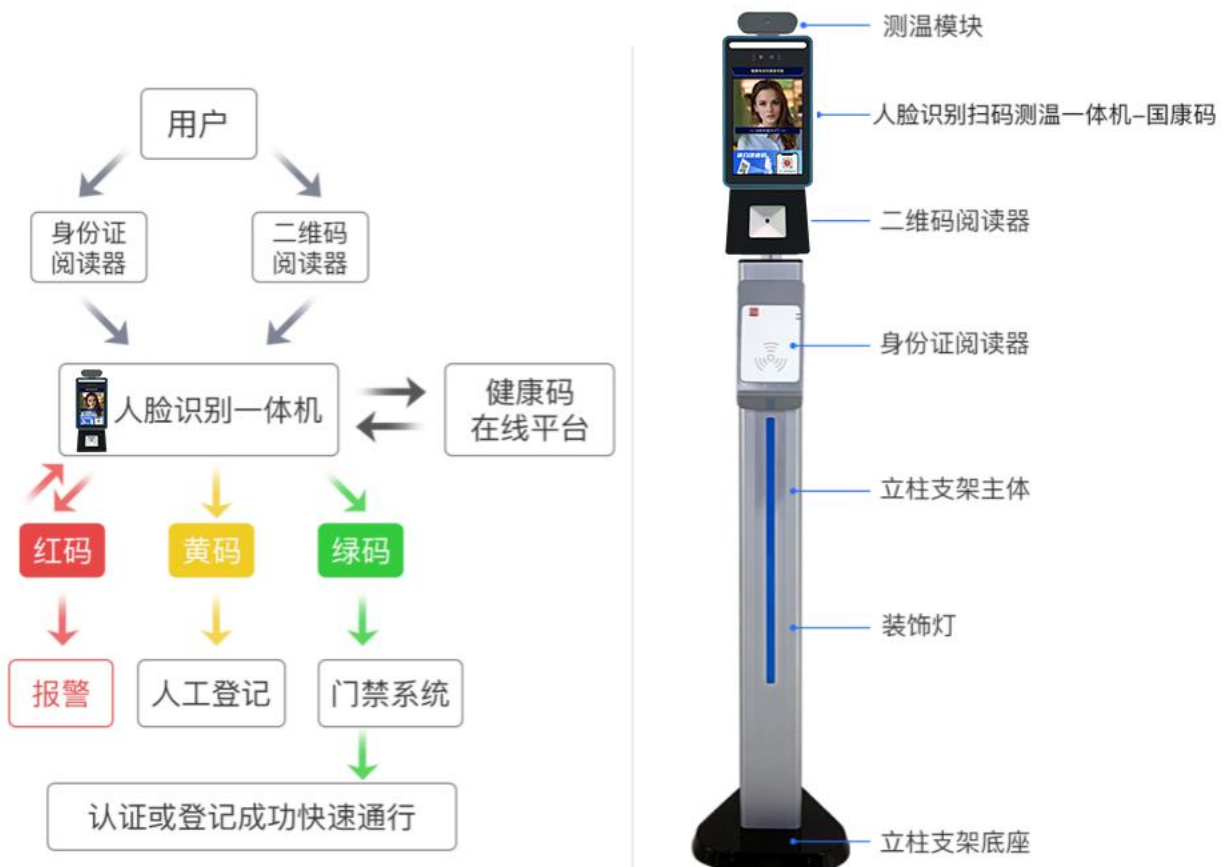 用户
身份证
阅读器
二维码
阅读器
人脸识别一体机
健康码
在线平台
红码
黄码
绿码
报警
人工登记
门禁系统
认证或登记成功快速通行
测温模块
人脸识别扫码测温一体机-国康码
二维码阅读器
身份证阅读器
立柱支架主体
装饰灯
立柱支架底座